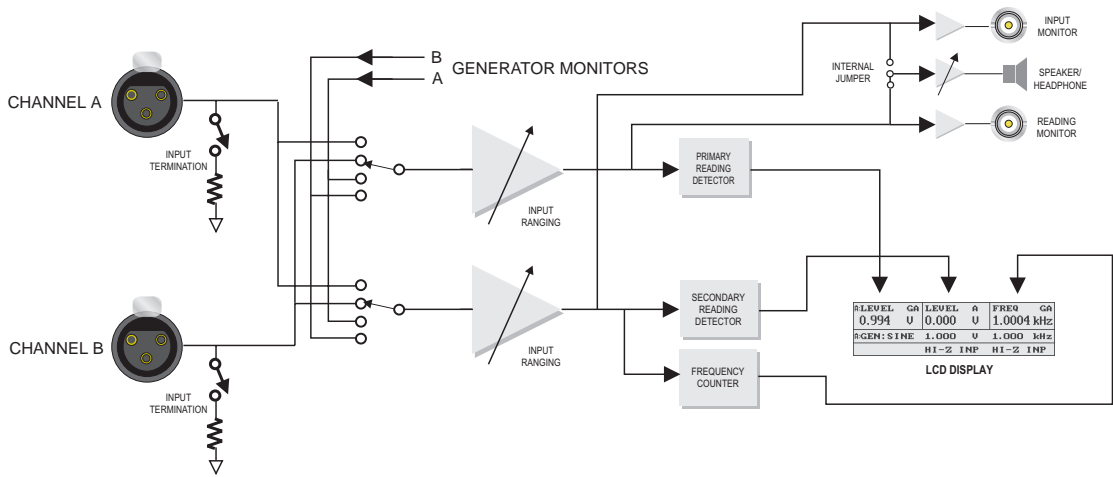 INPUT
MONITOR
B
GENERATOR MONITORS
A
INTERNAL
JUMPER
SPEAKER/
HEADPHONE
CHANNEL A
READING
MONITOR
INPUT
TERMINATION
PRIMARY
READING
DETECTOR
INPUT
RANGING
SECONDARY
READING
DETECTOR
A:LEVEL GA LEVEL A FREQ GA
0.994 U 0.000 U 1.0004 kHz
A:GEN:SINE 1.000 U 1.000 kHz
HI-Z INP HI-Z INP
LCD DISPLAY
CHANNEL B
INPUT
RANGING
FREQUENCY
COUNTER
INPUT
TERMINATION